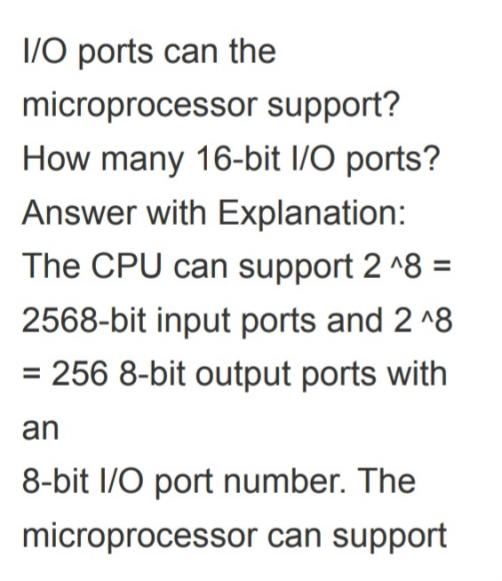 I/O ports can the
microprocessor support?
How many 16-bit I/O ports?
Answer with Explanation:
The CPU can support 2 ^8 =
2568-bit input ports and 2 ^8
= 256 8-bit output ports with
an
8-bit I/O port number. The
microprocessor can support